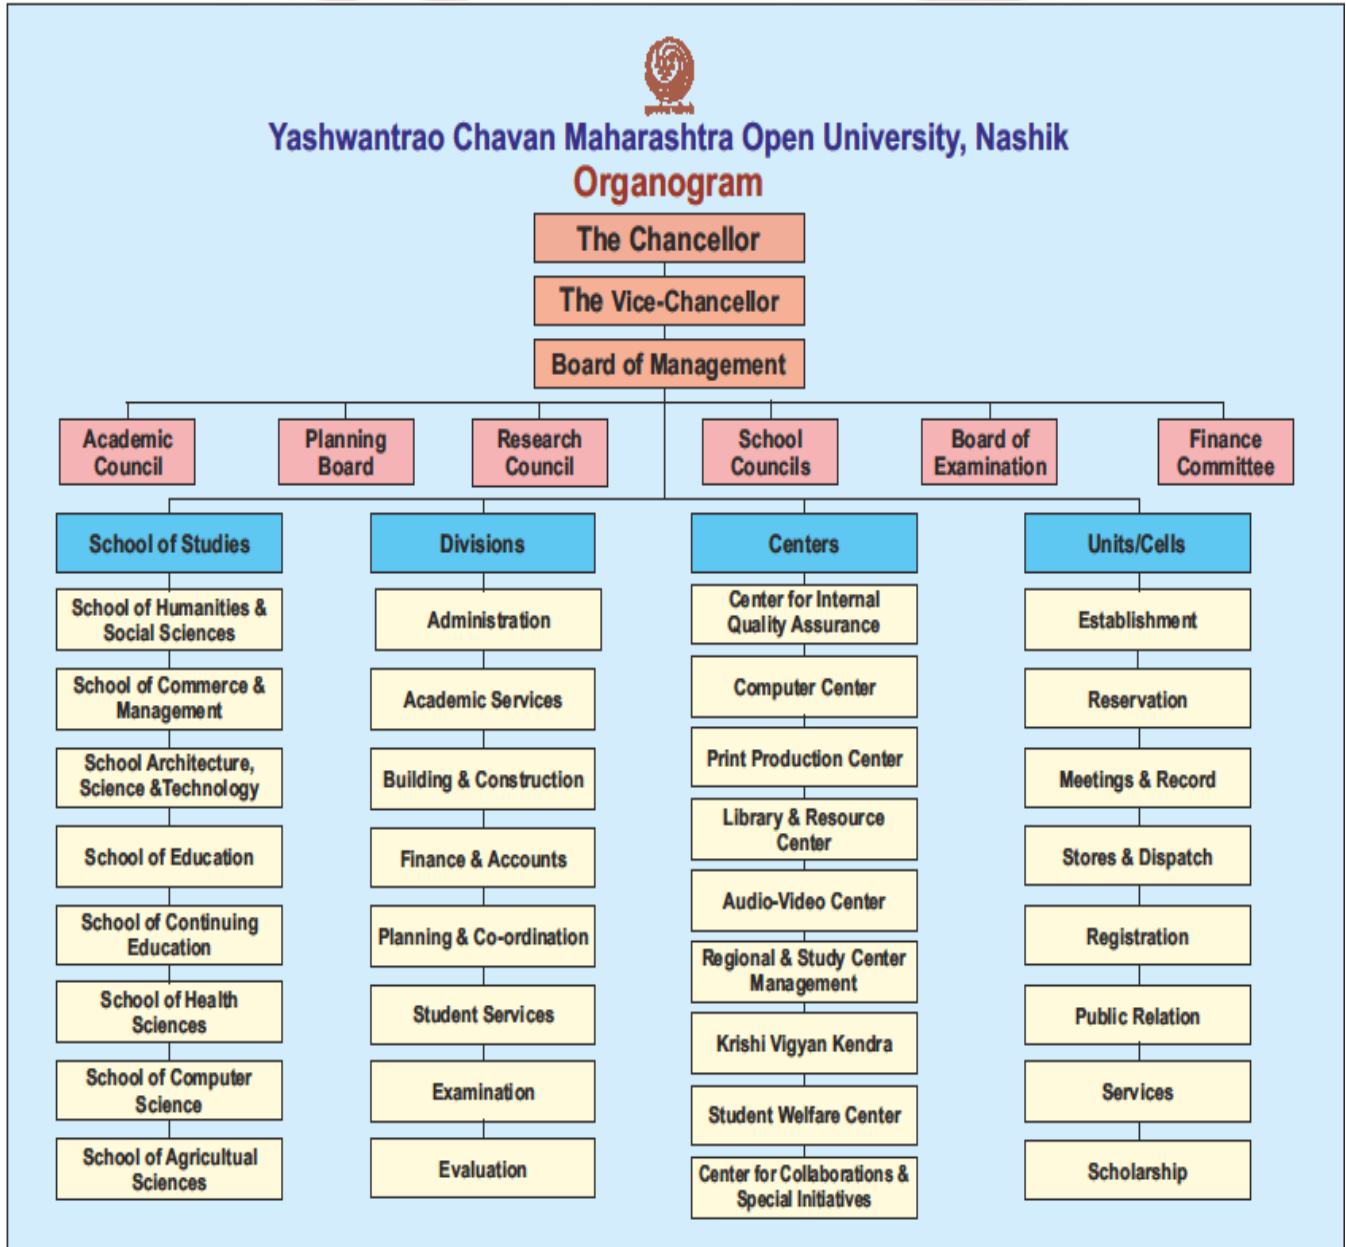 Yashwantrao Chavan Maharashtra Open University, Nashik
Organogram
The Chancellor
The Vice-Chancellor
Board of Management
Academic
Council
Planning
Board
Research
Council
School
Councils
Board of
Examination
Finance
Committee
School of Studies
School of Humanities &
Social Sciences
School of Commerce &
Management
School Architecture,
Science &Technology
School of Education
School of Continuing
Education
School of Health
Sciences
School of Computer
Science
School of Agricultual
Sciences
Divisions
Administration
Academic Services
Building & Construction
Finance & Accounts
Planning & Co-ordination
Student Services
Examination
Evaluation
Centers
Center for Internal
Quality Assurance
Computer Center
Print Production Center
Library & Resource
Center
Audio-Video Center
Regional & Study Center
Management
Krishi Vigyan Kendra
Student Welfare Center
Center for Collaborations &
Special Initiatives
Units/Cells
Establishment
Reservation
Meetings & Record
Stores & Dispatch
Registration
Public Relation
Services
Scholarship